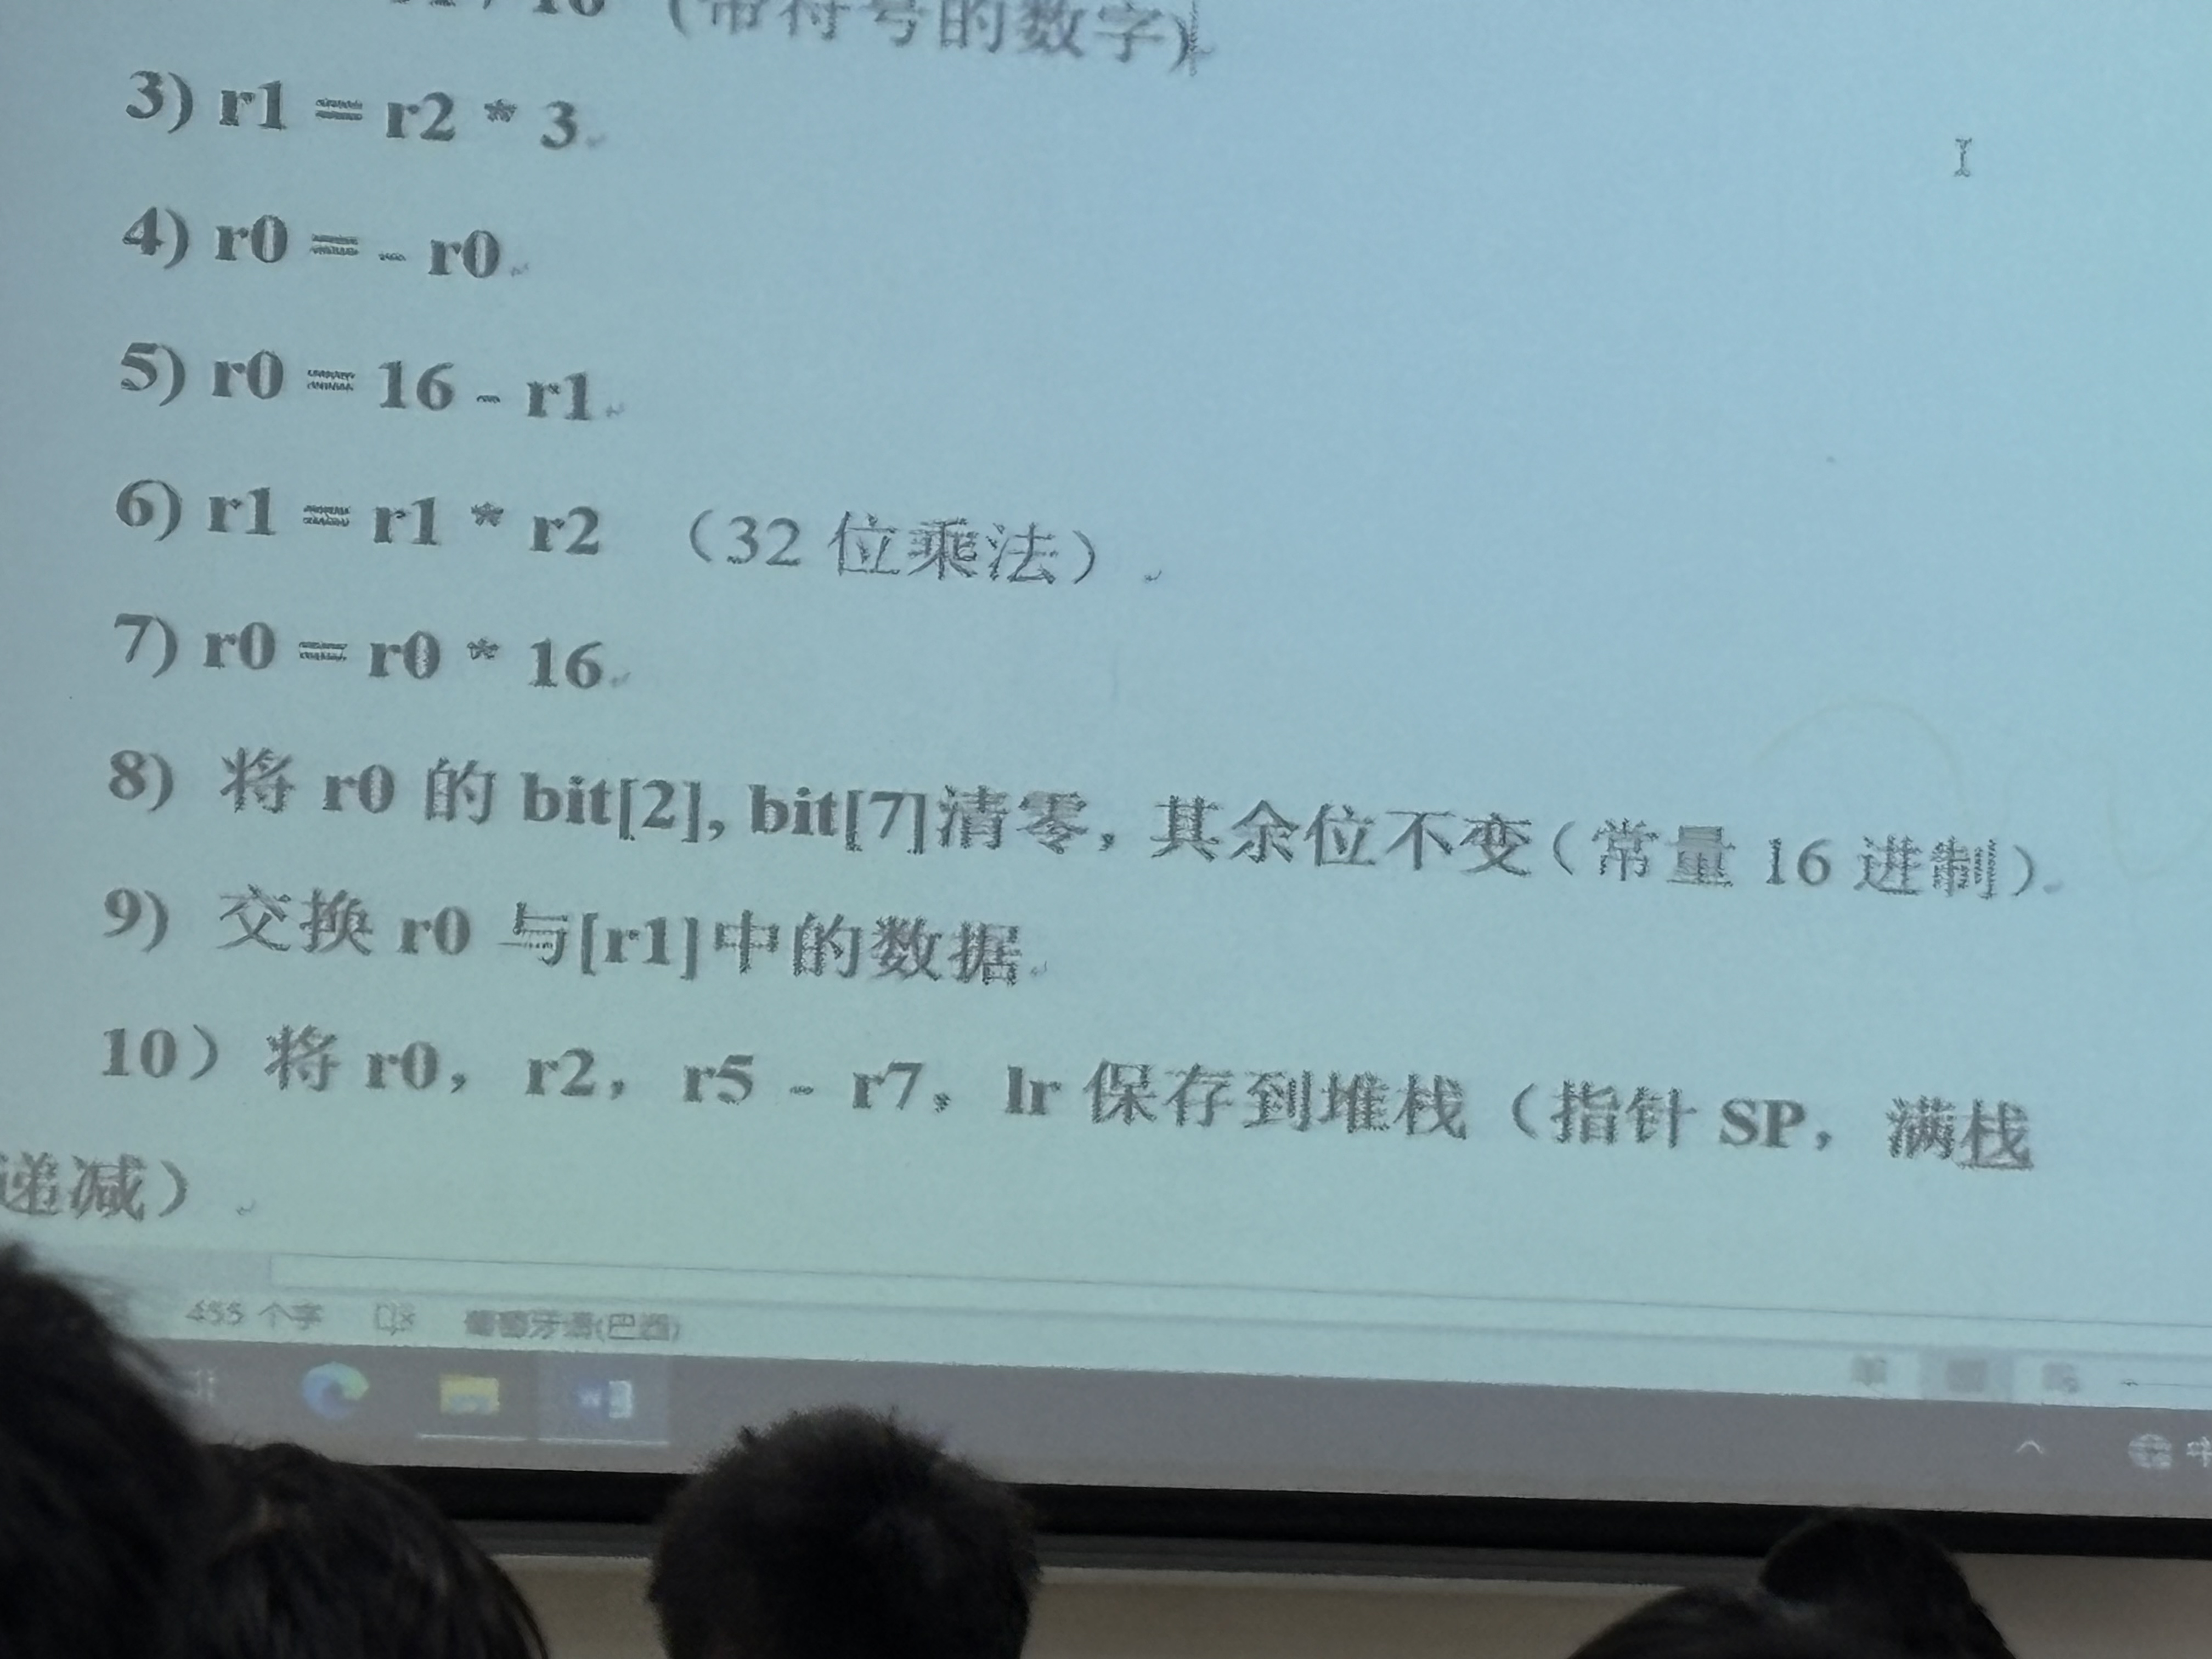 (带符号的数字)
3) r1 = r2 * 3
4) r0 = - r0
5) r0 = 16 - r1
6) r1 = r1 * r2 （32 位乘法）
7) r0 = r0 * 16
8) 将 r0 的 bit[2], bit[7]清零, 其余位不变(常量 16 进制)
9) 交换 r0 与[r1]中的数据
10）将 r0， r2， r5 - r7， lr 保存到堆栈（指针 SP， 满栈
递减）
455 个字 葡萄牙语(巴西)
中